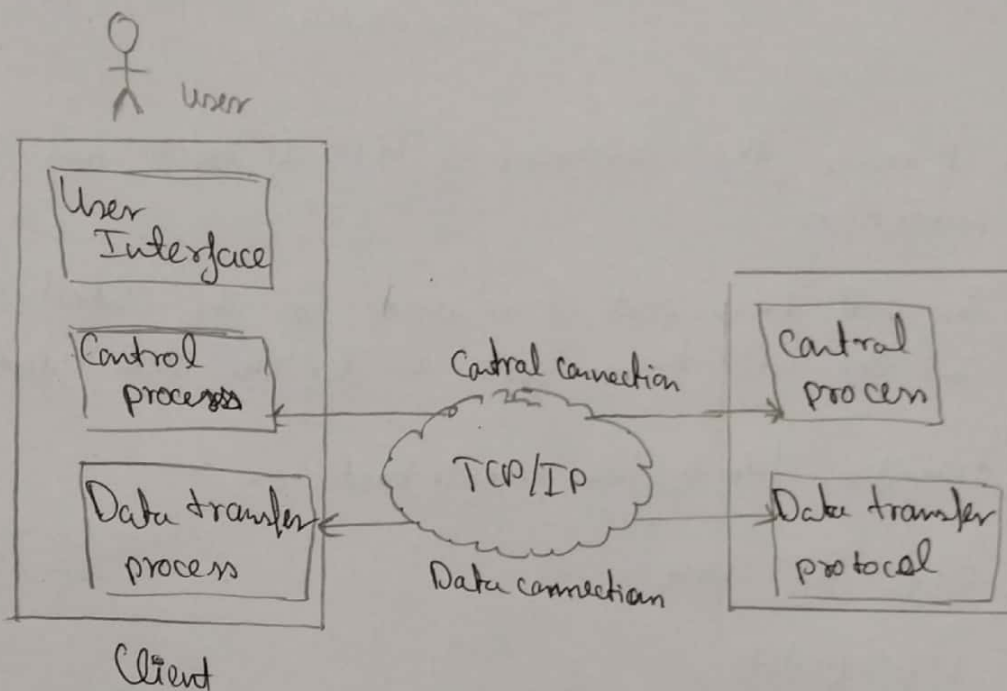 User
User
Interface
Control
process
Control connection
Control
process
TCP/IP
Data transfer
process
Data transfer
protocol
Data connection
Client